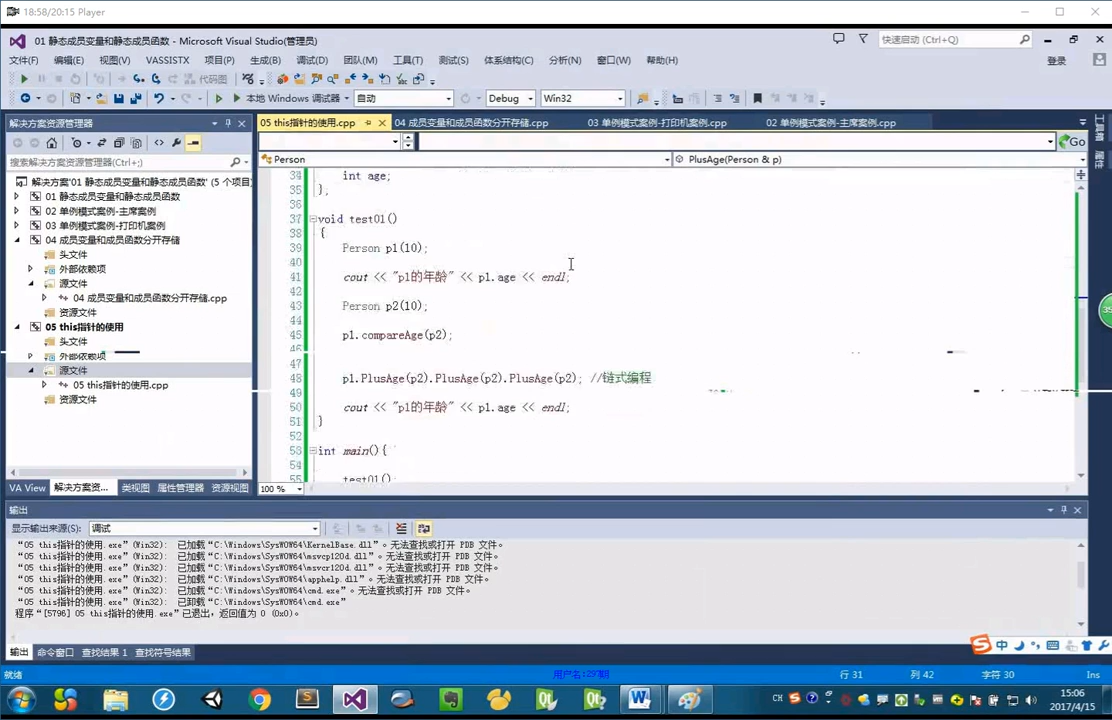 18:58/20:15 Player
01 静态成员变量和静态成员函数 - Microsoft Visual Studio(管理员)
快速启动 (Ctrl+Q)
文件(F) 编辑(E) 视图(V) VASSISTX 项目(P) 生成(B) 调试(D) 团队(M) 工具(T) 测试(S) 体系结构(C) 分析(N) 窗口(W) 帮助(H) 登录
代码图
本地 Windows 调试器 自动 Debug Win32
解决方案资源管理器
05 this指针的使用.cpp 04 成员变量和成员函数分开存储.cpp 03 单例模式案例-打印机案例.cpp 02 单例模式案例-主席案例.cpp
Go
搜索解决方案资源管理器(Ctrl+;)
Person PlusAge(Person & p)
解决方案'01 静态成员变量和静态成员函数' (5 个项目)
01 静态成员变量和静态成员函数
02 单例模式案例-主席案例
03 单例模式案例-打印机案例
04 成员变量和成员函数分开存储
头文件
外部依赖项
源文件
04 成员变量和成员函数分开存储.cpp
资源文件
05 this指针的使用
头文件
外部依赖项
源文件
05 this指针的使用.cpp
资源文件
34 int age;
35 };
36
37 void test01()
38 {
39 Person p1(10);
40
41 cout << "p1的年龄" << p1.age << endl;
42
43 Person p2(10);
44
45 p1.compareAge(p2);
46
47
48 p1.PlusAge(p2).PlusAge(p2).PlusAge(p2); //链式编程
50 cout << "p1的年龄" << p1.age << endl;
51 }
52
53 int main(){
54
55 test01();
100 %
VA View 解决方案资... 类视图 属性管理器 资源视图
工具箱
属性
35
输出
显示输出来源(S): 调试
“05 this指针的使用.exe”(Win32): 已加载“C:\Windows\SysWOW64\KernelBase.dll”。无法查找或打开 PDB 文件。
“05 this指针的使用.exe”(Win32): 已加载“C:\Windows\SysWOW64\msvcp120d.dll”。无法查找或打开 PDB 文件。
“05 this指针的使用.exe”(Win32): 已加载“C:\Windows\SysWOW64\msvcr120d.dll”。无法查找或打开 PDB 文件。
“05 this指针的使用.exe”(Win32): 已加载“C:\Windows\SysWOW64\apphelp.dll”。无法查找或打开 PDB 文件。
“05 this指针的使用.exe”(Win32): 已加载“C:\Windows\SysWOW64\cmd.exe”。无法查找或打开 PDB 文件。
“05 this指针的使用.exe”(Win32): 已卸载“C:\Windows\SysWOW64\cmd.exe”
程序“[5796] 05 this指针的使用.exe”已退出，返回值为 0 (0x0)。
输出 命令窗口 查找结果 1 查找符号结果
中
就绪 用户名:29期 行 31 列 42 字符 30 Ins
CH
15:06
2017/4/15